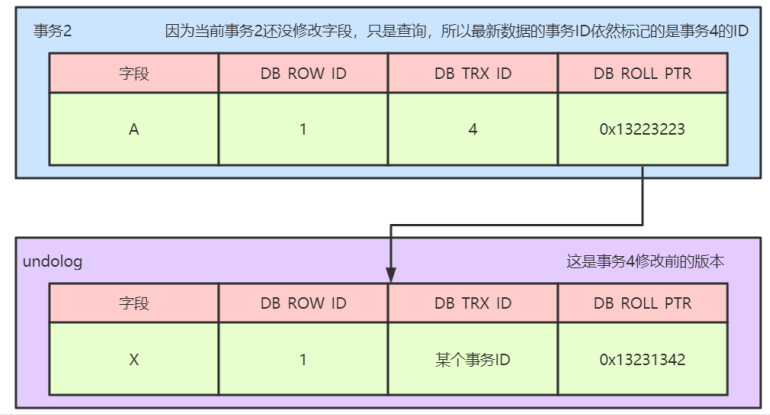 事务2 因为当前事务2还没修改字段，只是查询，所以最新数据的事务ID依然标记的是事务4的ID
字段 DB ROW ID DB TRX ID DB ROLL PTR
A 1 4 0x13223223
undolog 这是事务4修改前的版本
字段 DB ROW ID DB TRX ID DB ROLL PTR
X 1 某个事务ID 0x13231342